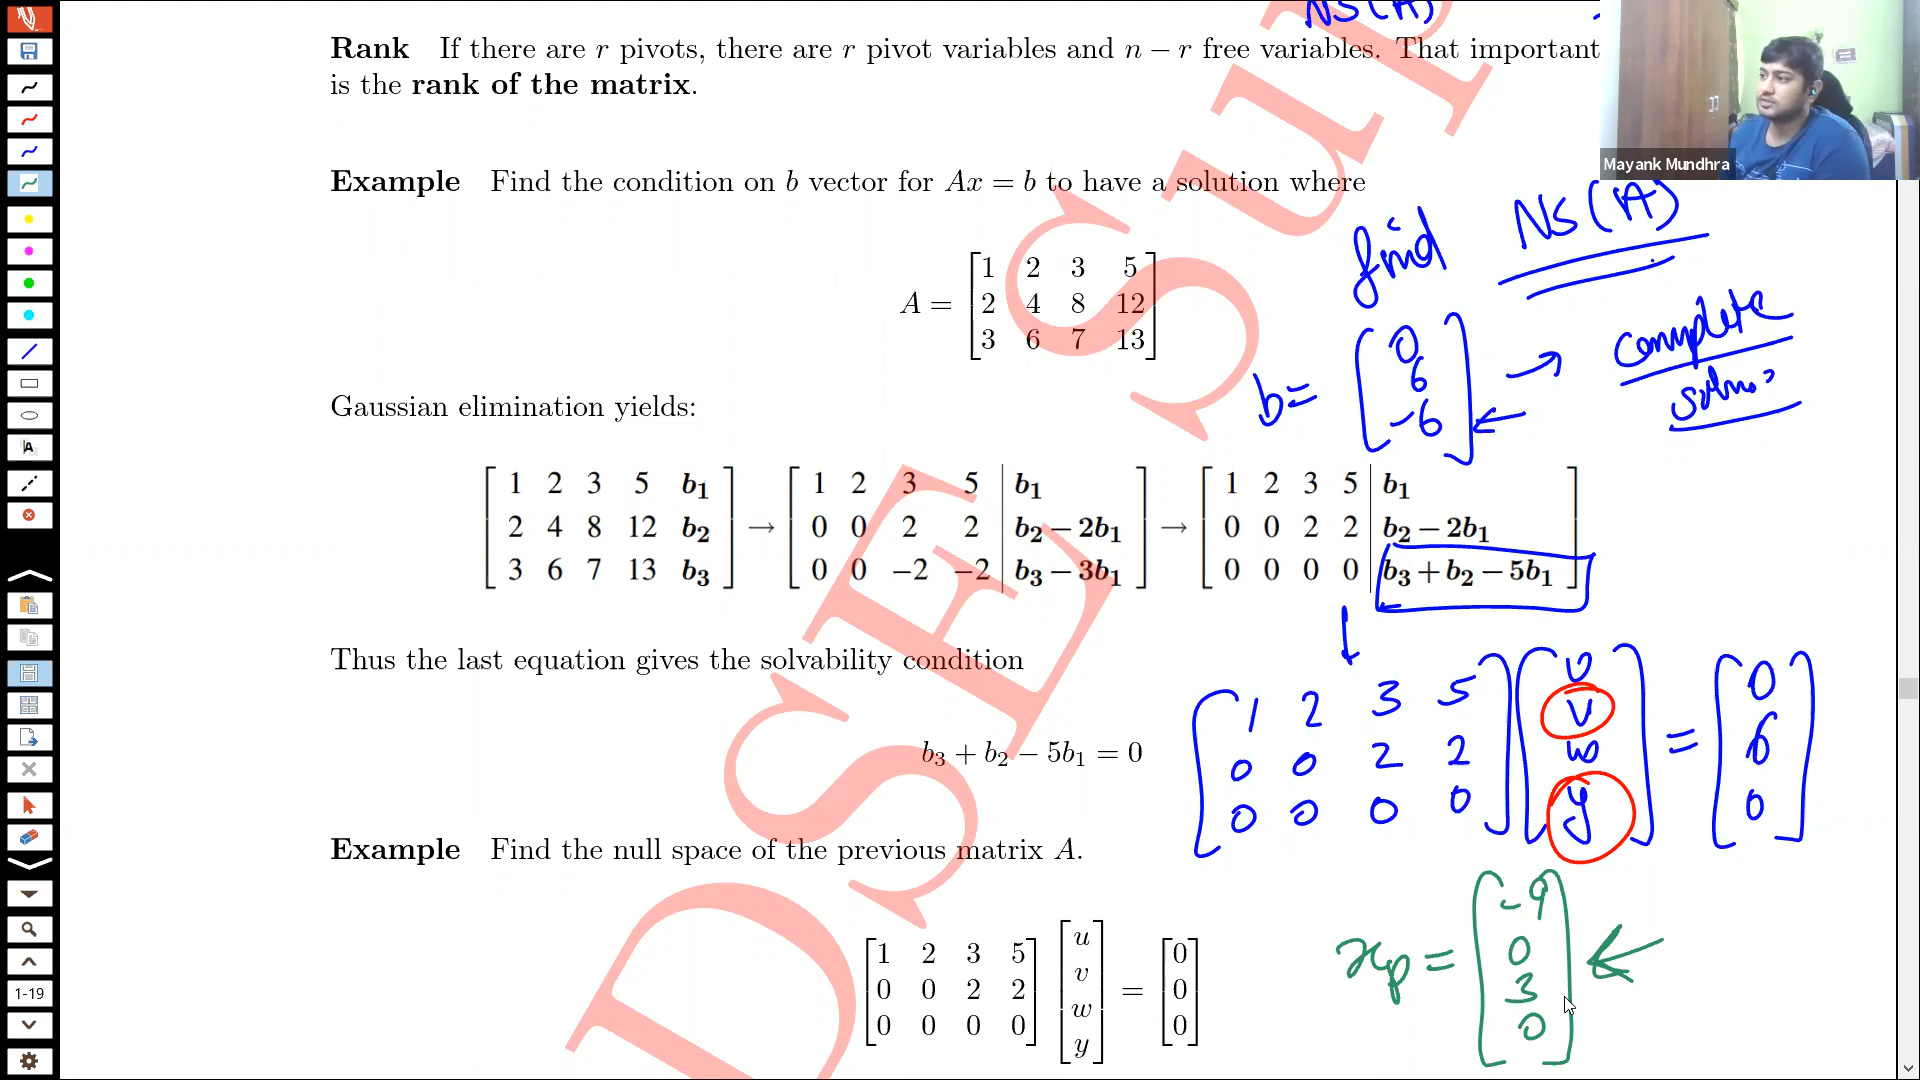 NS(A)
Rank If there are r pivots, there are r pivot variables and n − r free variables. That important
is the rank of the matrix.
Mayank Mundhra
Example Find the condition on b vector for Ax = b to have a solution where
find NS(A)
A = [1 2 3 5
2 4 8 12
3 6 7 13]
b = [0
6
-6] → complete
soln.
Gaussian elimination yields:
[1 2 3 5 b1
2 4 8 12 b2
3 6 7 13 b3] → [1 2 3 5 | b1
0 0 2 2 | b2 − 2b1
0 0 −2 −2 | b3 − 3b1] → [1 2 3 5 | b1
0 0 2 2 | b2 − 2b1
0 0 0 0 | b3 + b2 − 5b1]
Thus the last equation gives the solvability condition
b3 + b2 − 5b1 = 0
[1 2 3 5
0 0 2 2
0 0 0 0] [u
v
w
y] = [0
6
0]
Example Find the null space of the previous matrix A.
[1 2 3 5
0 0 2 2
0 0 0 0] [u
v
w
y] = [0
0
0]
xp = [-9
0
3
0]
DSE Sup
1-19